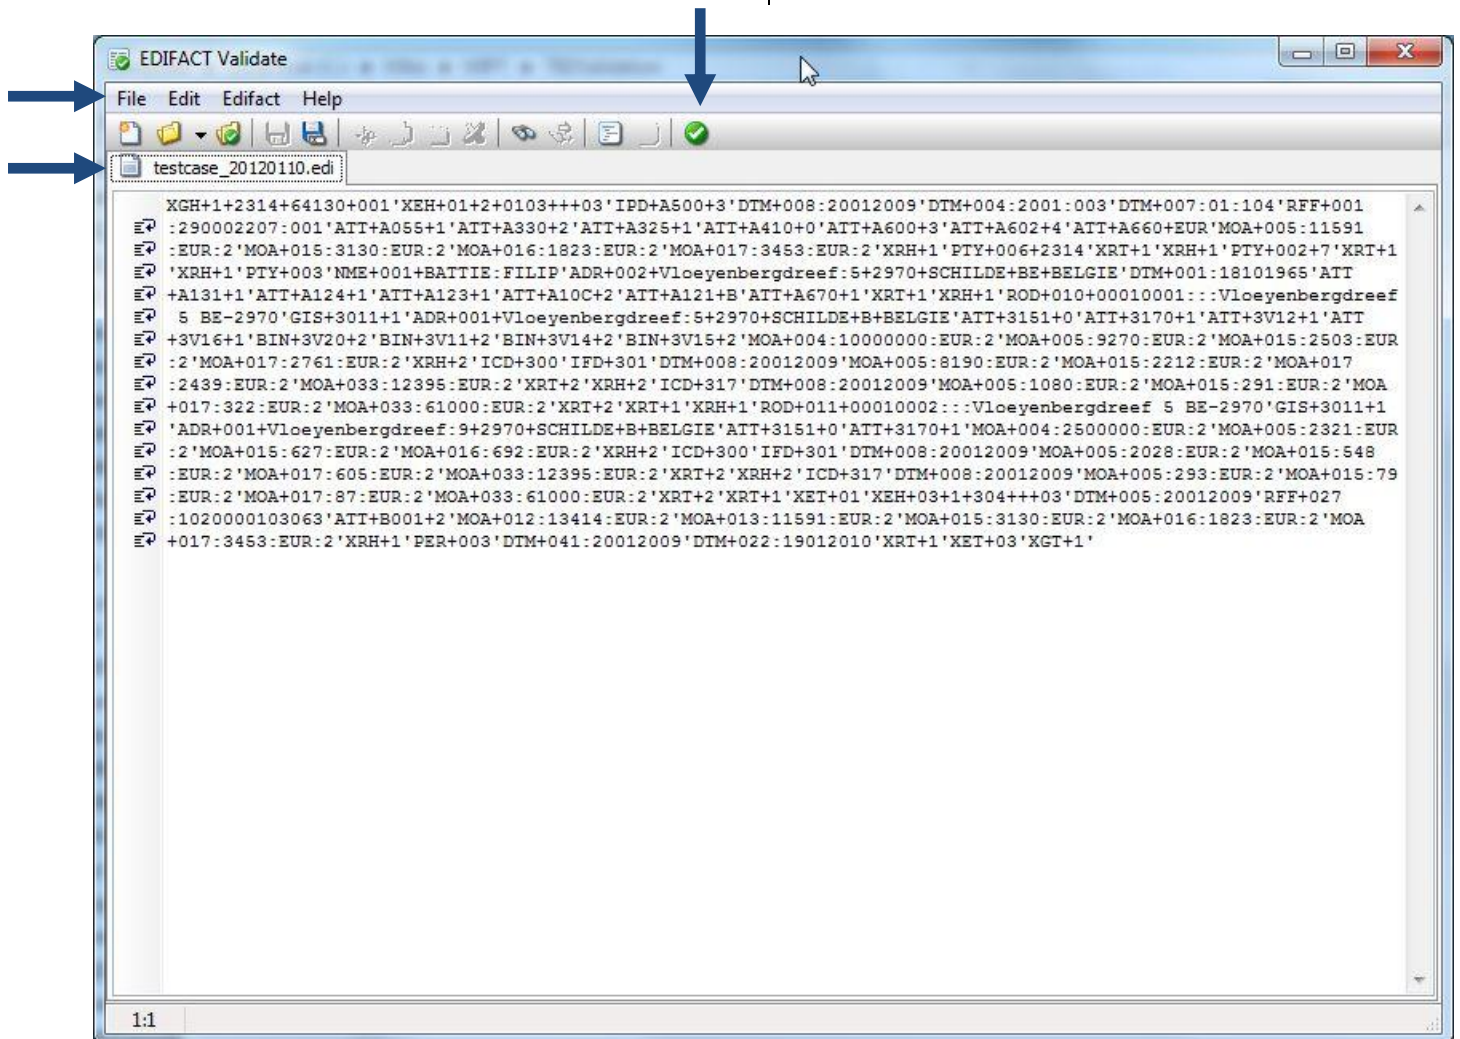 EDIFACT Validate
File Edit Edifact Help
testcase_20120110.edi
XGH+1+2314+64130+001'XEH+01+2+0103+++03'IPD+A500+3'DTM+008:20012009'DTM+004:2001:003'DTM+007:01:104'RFF+001
:290002207:001'ATT+A055+1'ATT+A330+2'ATT+A325+1'ATT+A410+0'ATT+A600+3'ATT+A602+4'ATT+A660+EUR'MOA+005:11591
:EUR:2'MOA+015:3130:EUR:2'MOA+016:1823:EUR:2'MOA+017:3453:EUR:2'XRH+1'PTY+006+2314'XRT+1'XRH+1'PTY+002+7'XRT+1
'XRH+1'PTY+003'NME+001+BATTIE:FILIP'ADR+002+Vloeyenbergdreef:5+2970+SCHILDE+BE+BELGIE'DTM+001:18101965'ATT
+A131+1'ATT+A124+1'ATT+A123+1'ATT+A10C+2'ATT+A121+B'ATT+A670+1'XRT+1'XRH+1'ROD+010+00010001:::Vloeyenbergdreef
5 BE-2970'GIS+3011+1'ADR+001+Vloeyenbergdreef:5+2970+SCHILDE+B+BELGIE'ATT+3151+0'ATT+3170+1'ATT+3V12+1'ATT
+3V16+1'BIN+3V20+2'BIN+3V11+2'BIN+3V14+2'BIN+3V15+2'MOA+004:10000000:EUR:2'MOA+005:9270:EUR:2'MOA+015:2503:EUR
:2'MOA+017:2761:EUR:2'XRH+2'ICD+300'IFD+301'DTM+008:20012009'MOA+005:8190:EUR:2'MOA+015:2212:EUR:2'MOA+017
:2439:EUR:2'MOA+033:12395:EUR:2'XRT+2'XRH+2'ICD+317'DTM+008:20012009'MOA+005:1080:EUR:2'MOA+015:291:EUR:2'MOA
+017:322:EUR:2'MOA+033:61000:EUR:2'XRT+2'XRT+1'XRH+1'ROD+011+00010002:::Vloeyenbergdreef 5 BE-2970'GIS+3011+1
'ADR+001+Vloeyenbergdreef:9+2970+SCHILDE+B+BELGIE'ATT+3151+0'ATT+3170+1'MOA+004:2500000:EUR:2'MOA+005:2321:EUR
:2'MOA+015:627:EUR:2'MOA+016:692:EUR:2'XRH+2'ICD+300'IFD+301'DTM+008:20012009'MOA+005:2028:EUR:2'MOA+015:548
:EUR:2'MOA+017:605:EUR:2'MOA+033:12395:EUR:2'XRT+2'XRH+2'ICD+317'DTM+008:20012009'MOA+005:293:EUR:2'MOA+015:79
:EUR:2'MOA+017:87:EUR:2'MOA+033:61000:EUR:2'XRT+2'XRT+1'XET+01'XEH+03+1+304+++03'DTM+005:20012009'RFF+027
:1020000103063'ATT+B001+2'MOA+012:13414:EUR:2'MOA+013:11591:EUR:2'MOA+015:3130:EUR:2'MOA+016:1823:EUR:2'MOA
+017:3453:EUR:2'XRH+1'PER+003'DTM+041:20012009'DTM+022:19012010'XRT+1'XET+03'XGT+1'
1:1